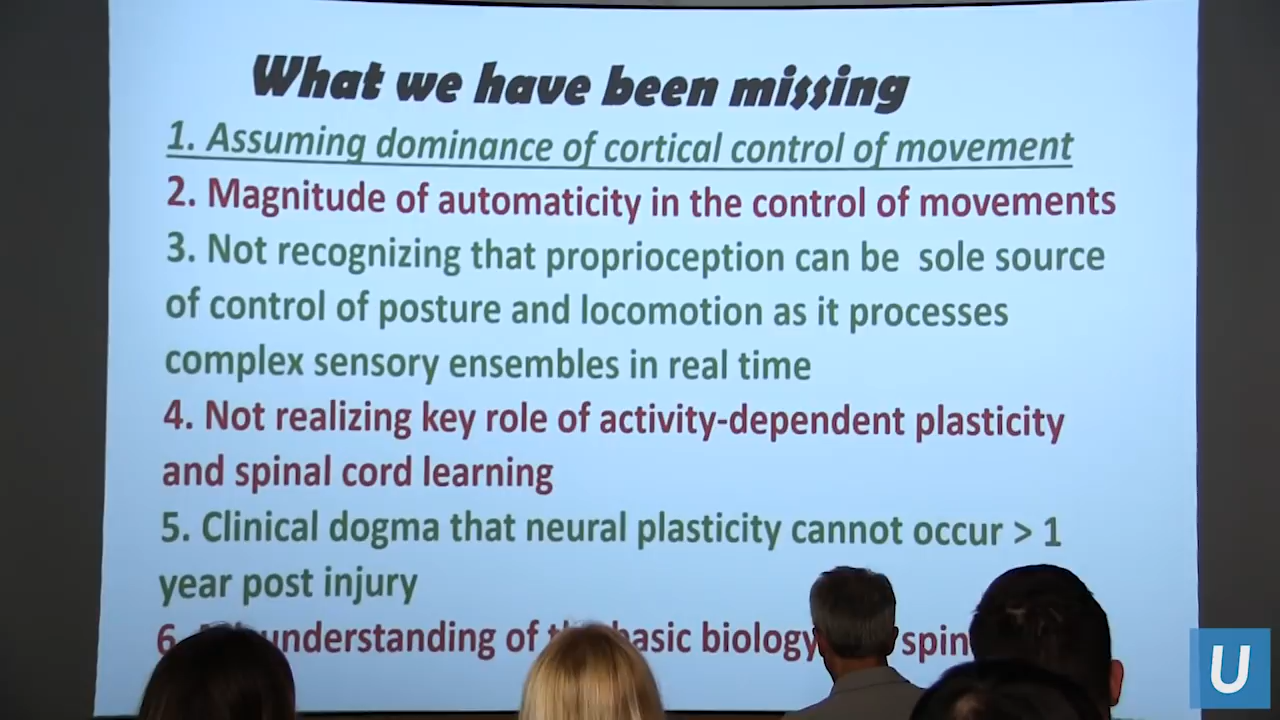 What we have been missing
1. Assuming dominance of cortical control of movement
2. Magnitude of automaticity in the control of movements
3. Not recognizing that proprioception can be sole source
of control of posture and locomotion as it processes
complex sensory ensembles in real time
4. Not realizing key role of activity-dependent plasticity
and spinal cord learning
5. Clinical dogma that neural plasticity cannot occur > 1
year post injury
6. of basic biology
U